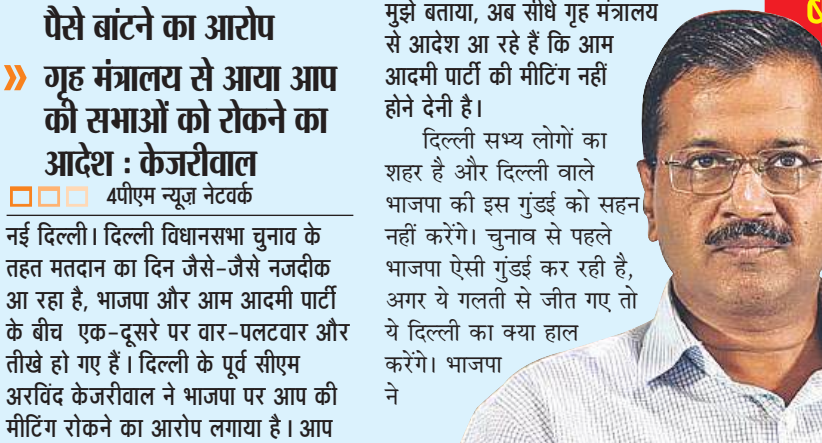 पैसे बांटने का आरोप
» गृह मंत्रालय से आया आप
की सभाओं को रोकने का
आदेश : केजरीवाल
4पीएम न्यूज़ नेटवर्क
नई दिल्ली। दिल्ली विधानसभा चुनाव के
तहत मतदान का दिन जैसे-जैसे नजदीक
आ रहा है, भाजपा और आम आदमी पार्टी
के बीच एक-दूसरे पर वार-पलटवार और
तीखे हो गए हैं। दिल्ली के पूर्व सीएम
अरविंद केजरीवाल ने भाजपा पर आप की
मीटिंग रोकने का आरोप लगाया है। आप
मुझे बताया, अब सीधे गृह मंत्रालय
से आदेश आ रहे हैं कि आम
आदमी पार्टी की मीटिंग नहीं
होने देनी है।
दिल्ली सभ्य लोगों का
शहर है और दिल्ली वाले
भाजपा की इस गुंडई को सहन
नहीं करेंगे। चुनाव से पहले
भाजपा ऐसी गुंडई कर रही है,
अगर ये गलती से जीत गए तो
ये दिल्ली का क्या हाल
करेंगे। भाजपा
ने